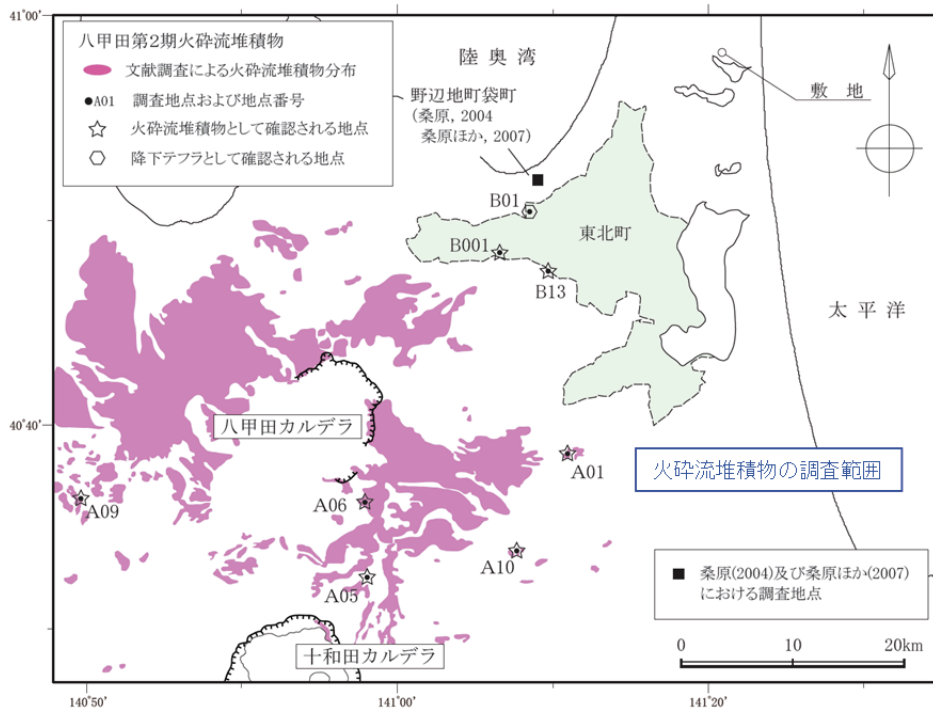 41°00'
八甲田第2期火砕流堆積物
文献調査による火砕流堆積物分布
A01 調査地点および地点番号
火砕流堆積物として確認される地点
降下テフラとして確認される地点
陸奥湾
野辺地町袋町
(桑原, 2004
桑原ほか, 2007)
敷地
B01
B001
東北町
B13
太平洋
八甲田カルデラ
40°40'
A01
火砕流堆積物の調査範囲
A09
A06
A10
A05
桑原(2004)及び桑原ほか(2007)
における調査地点
十和田カルデラ
0 10 20km
140°50' 141°00' 141°20'